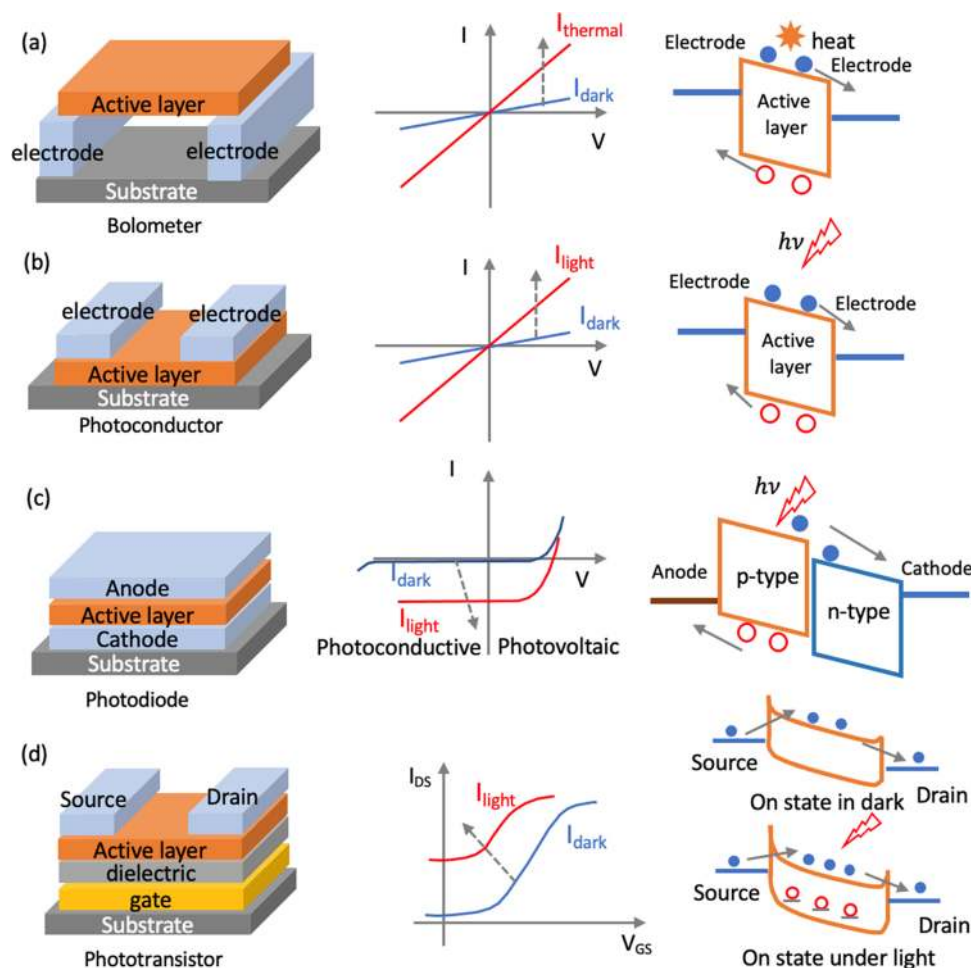 (a)
Active layer
electrode
electrode
Substrate
Bolometer
I
I_thermal
I_dark
V
heat
Electrode
Electrode
Active
layer
(b)
electrode
electrode
Active layer
Substrate
Photoconductor
I
I_light
I_dark
V
hν
Electrode
Electrode
Active
layer
(c)
Anode
Active layer
Cathode
Substrate
Photodiode
I
I_dark
V
I_light
Photoconductive
Photovoltaic
hν
Anode
p-type
n-type
Cathode
(d)
Source
Drain
Active layer
dielectric
gate
Substrate
Phototransistor
I_DS
I_light
I_dark
V_GS
Source
Drain
On state in dark
Source
Drain
On state under light